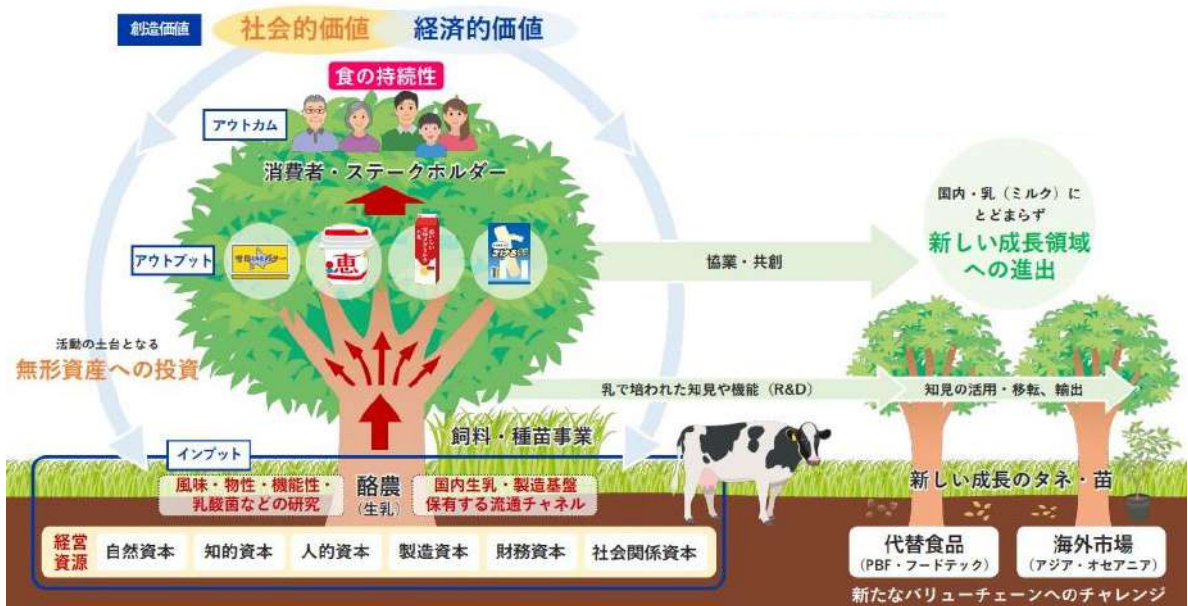 創造価値
社会的価値
経済的価値
食の持続性
アウトカム
消費者・ステークホルダー
アウトプット
恵
国内・乳（ミルク）に
とどまらず
新しい成長領域
への進出
協業・共創
活動の土台となる
無形資産への投資
乳で培われた知見や機能（R&D）
知見の活用・移転、輸出
飼料・種苗事業
インプット
風味・物性・機能性・
乳酸菌などの研究
酪農
（生乳）
国内生乳・製造基盤
保有する流通チャネル
新しい成長のタネ・苗
経営
資源
自然資本
知的資本
人的資本
製造資本
財務資本
社会関係資本
代替食品
（PBF・フードテック）
海外市場
（アジア・オセアニア）
新たなバリューチェーンへのチャレンジ